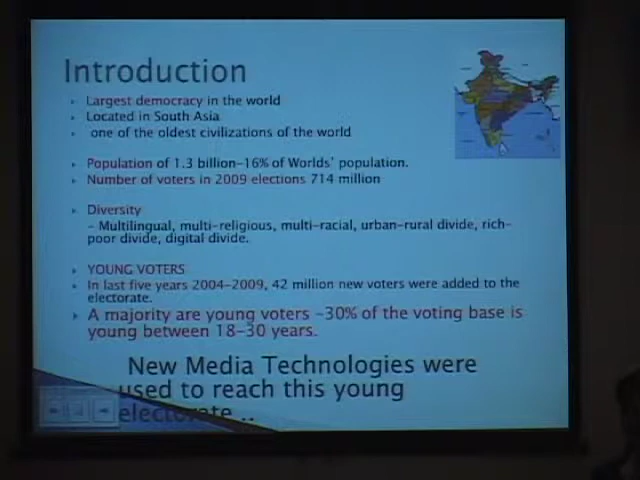 Introduction
Largest democracy in the world
Located in South Asia
one of the oldest civilizations of the world
Population of 1.3 billion-16% of Worlds' population.
Number of voters in 2009 elections 714 million
Diversity
- Multilingual, multi-religious, multi-racial, urban-rural divide, rich-
poor divide, digital divide.
YOUNG VOTERS
In last five years 2004-2009, 42 million new voters were added to the
electorate.
A majority are young voters -30% of the voting base is
young between 18-30 years.
New Media Technologies were
used to reach this young
electorate ..